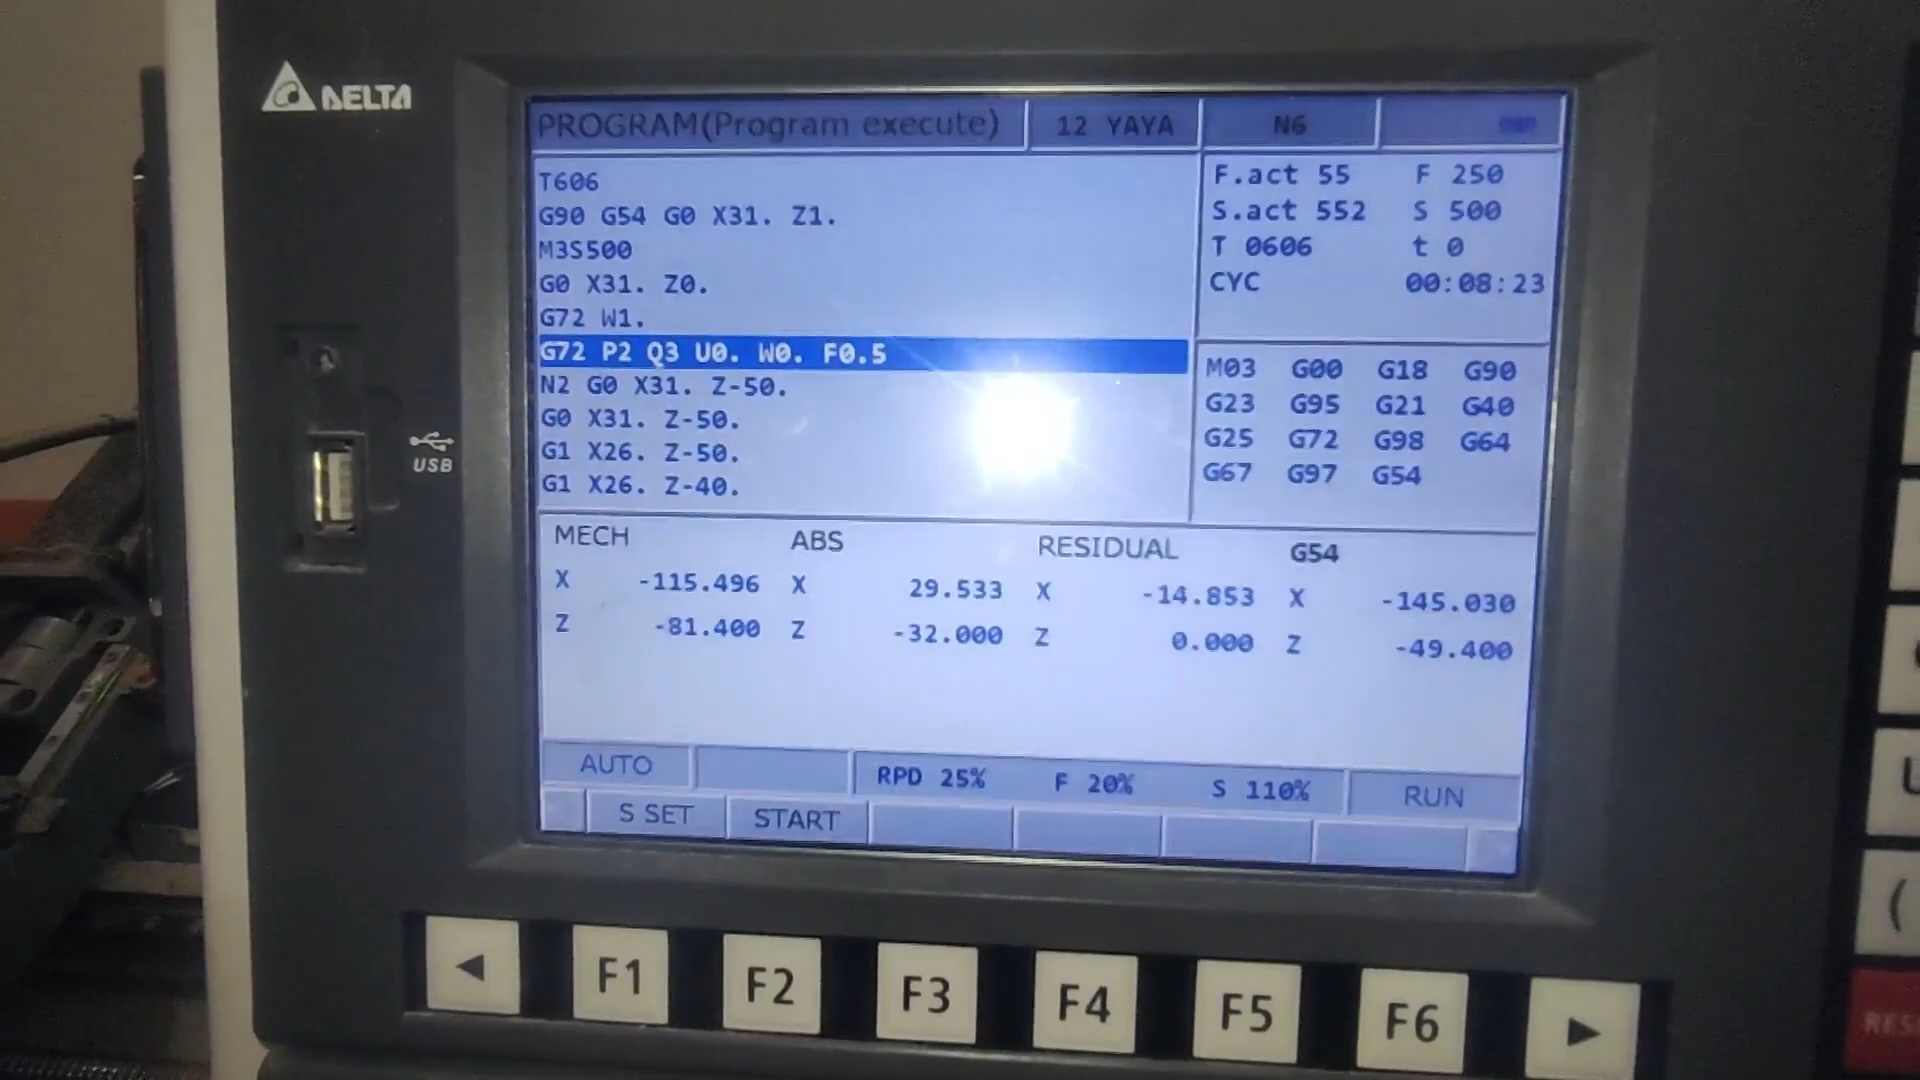 DELTA
PROGRAM(Program execute) 12 YAYA N6
T606
G90 G54 G0 X31. Z1.
M3S500
G0 X31. Z0.
G72 W1.
G72 P2 Q3 U0. W0. F0.5
N2 G0 X31. Z-50.
G0 X31. Z-50.
G1 X26. Z-50.
G1 X26. Z-40.
F.act 55 F 250
S.act 552 S 500
T 0606 t 0
CYC 00:08:23
M03 G00 G18 G90
G23 G95 G21 G40
G25 G72 G98 G64
G67 G97 G54
MECH ABS RESIDUAL G54
X -115.496 X 29.533 X -14.853 X -145.030
Z -81.400 Z -32.000 Z 0.000 Z -49.400
AUTO RPD 25% F 20% S 110% RUN
S SET START
USB
F1 F2 F3 F4 F5 F6